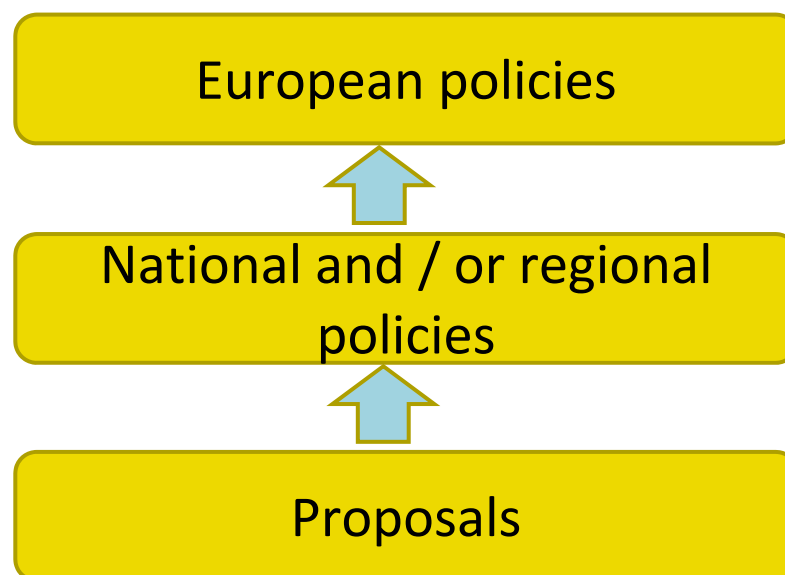 European policies
National and / or regional
policies
Proposals